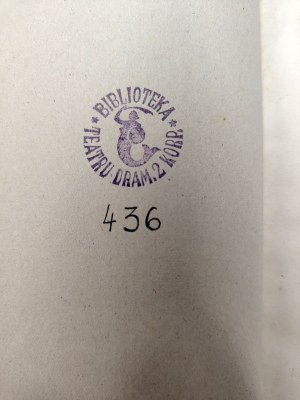 * BIBLIOTEKA *
TEATRU DRAM. 2 KORP.
436